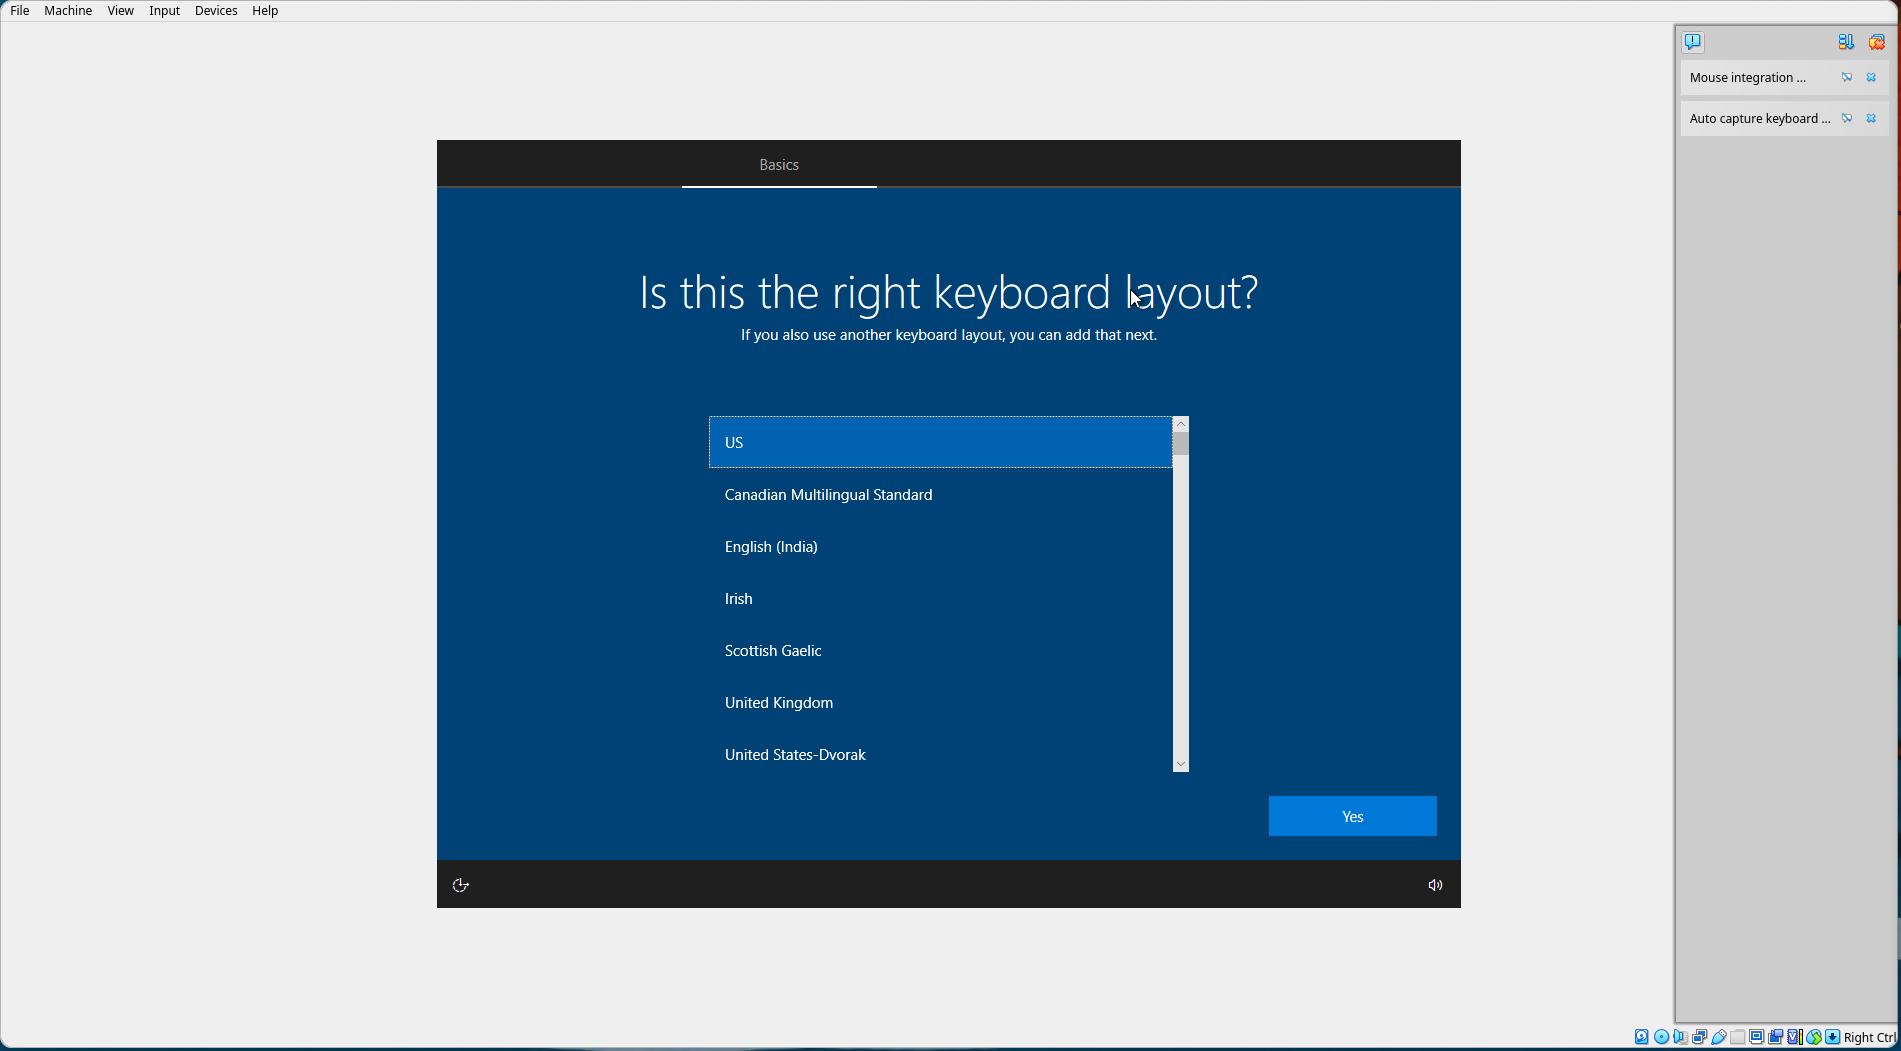 File Machine View Input Devices Help
Mouse integration ...
Auto capture keyboard ...
Basics
Is this the right keyboard layout?
If you also use another keyboard layout, you can add that next.
US
Canadian Multilingual Standard
English (India)
Irish
Scottish Gaelic
United Kingdom
United States-Dvorak
Yes
Right Ctrl